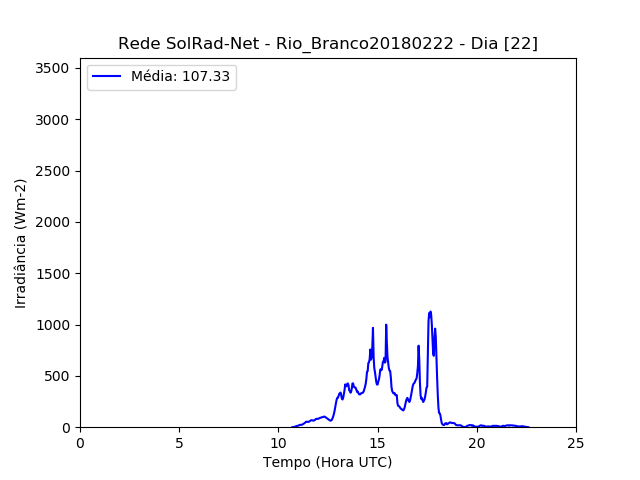 Rede SolRad-Net - Rio_Branco20180222 - Dia [22]
Média: 107.33
3500
3000
2500
2000
1500
1000
500
0
Irradiância (Wm-2)
0 5 10 15 20 25
Tempo (Hora UTC)